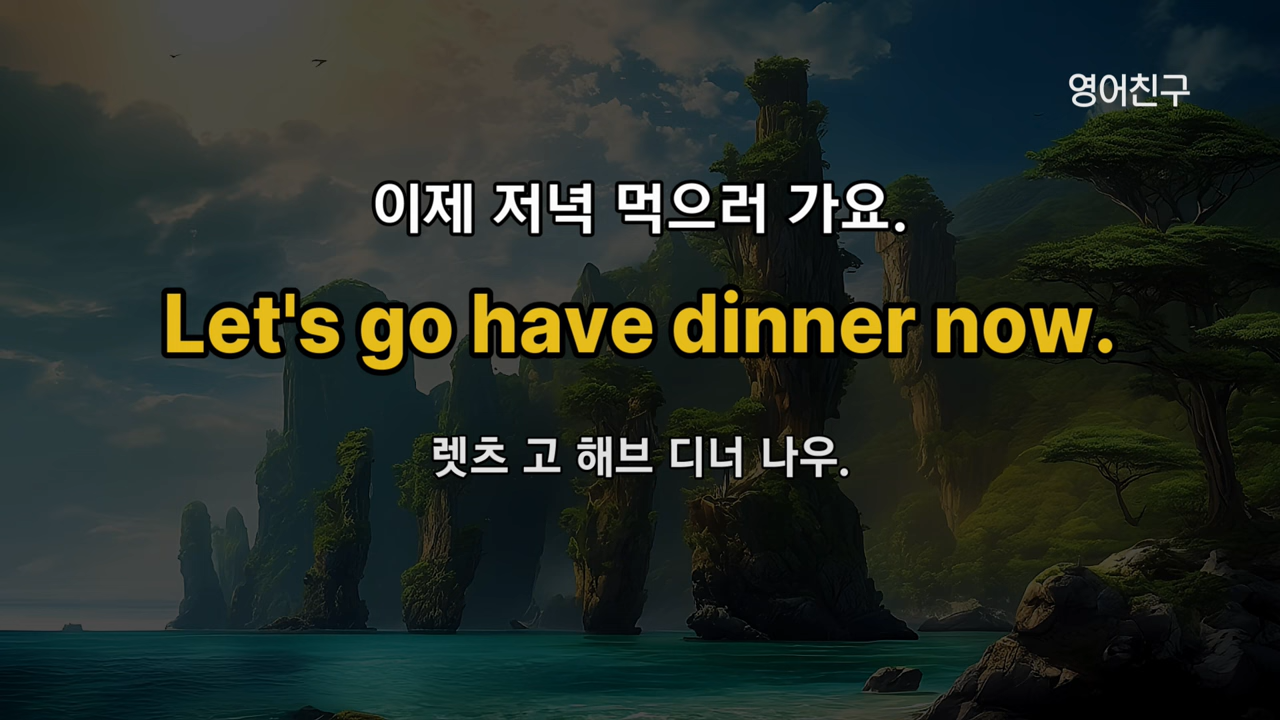 영어친구
이제 저녁 먹으러 가요.
Let's go have dinner now.
렛츠 고 해브 디너 나우.